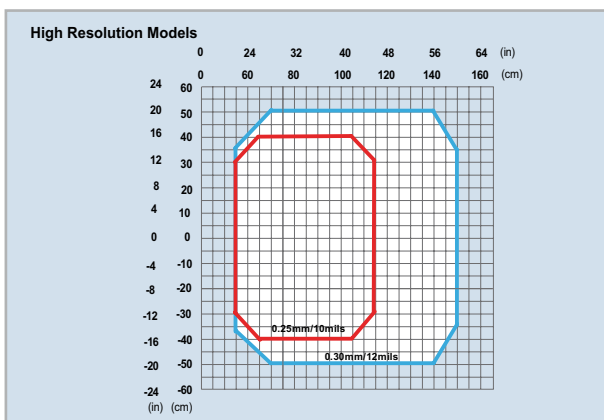 High Resolution Models
0 24 32 40 48 56 64 (in)
0 60 80 100 120 140 160 (cm)
24 60
20 50
16 40
12 30
8 20
4 10
0 0
-4 -10
-8 -20
-12 -30
-16 -40
-20 -50
-24 -60
(in) (cm)
0.25mm/10mils
0.30mm/12mils